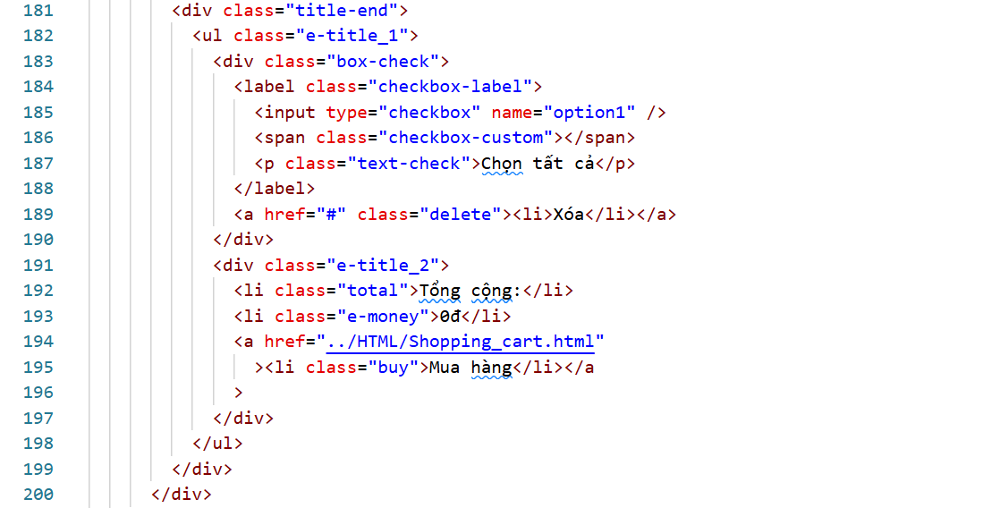 181 <div class="title-end">
182 <ul class="e-title_1">
183 <div class="box-check">
184 <label class="checkbox-label">
185 <input type="checkbox" name="option1" />
186 <span class="checkbox-custom"></span>
187 <p class="text-check">Chọn tất cả</p>
188 </label>
189 <a href="#" class="delete"><li>Xóa</li></a>
190 </div>
191 <div class="e-title_2">
192 <li class="total">Tổng cộng:</li>
193 <li class="e-money">0đ</li>
194 <a href="../HTML/Shopping_cart.html"
195 ><li class="buy">Mua hàng</li></a
196 >
197 </div>
198 </ul>
199 </div>
200 </div>